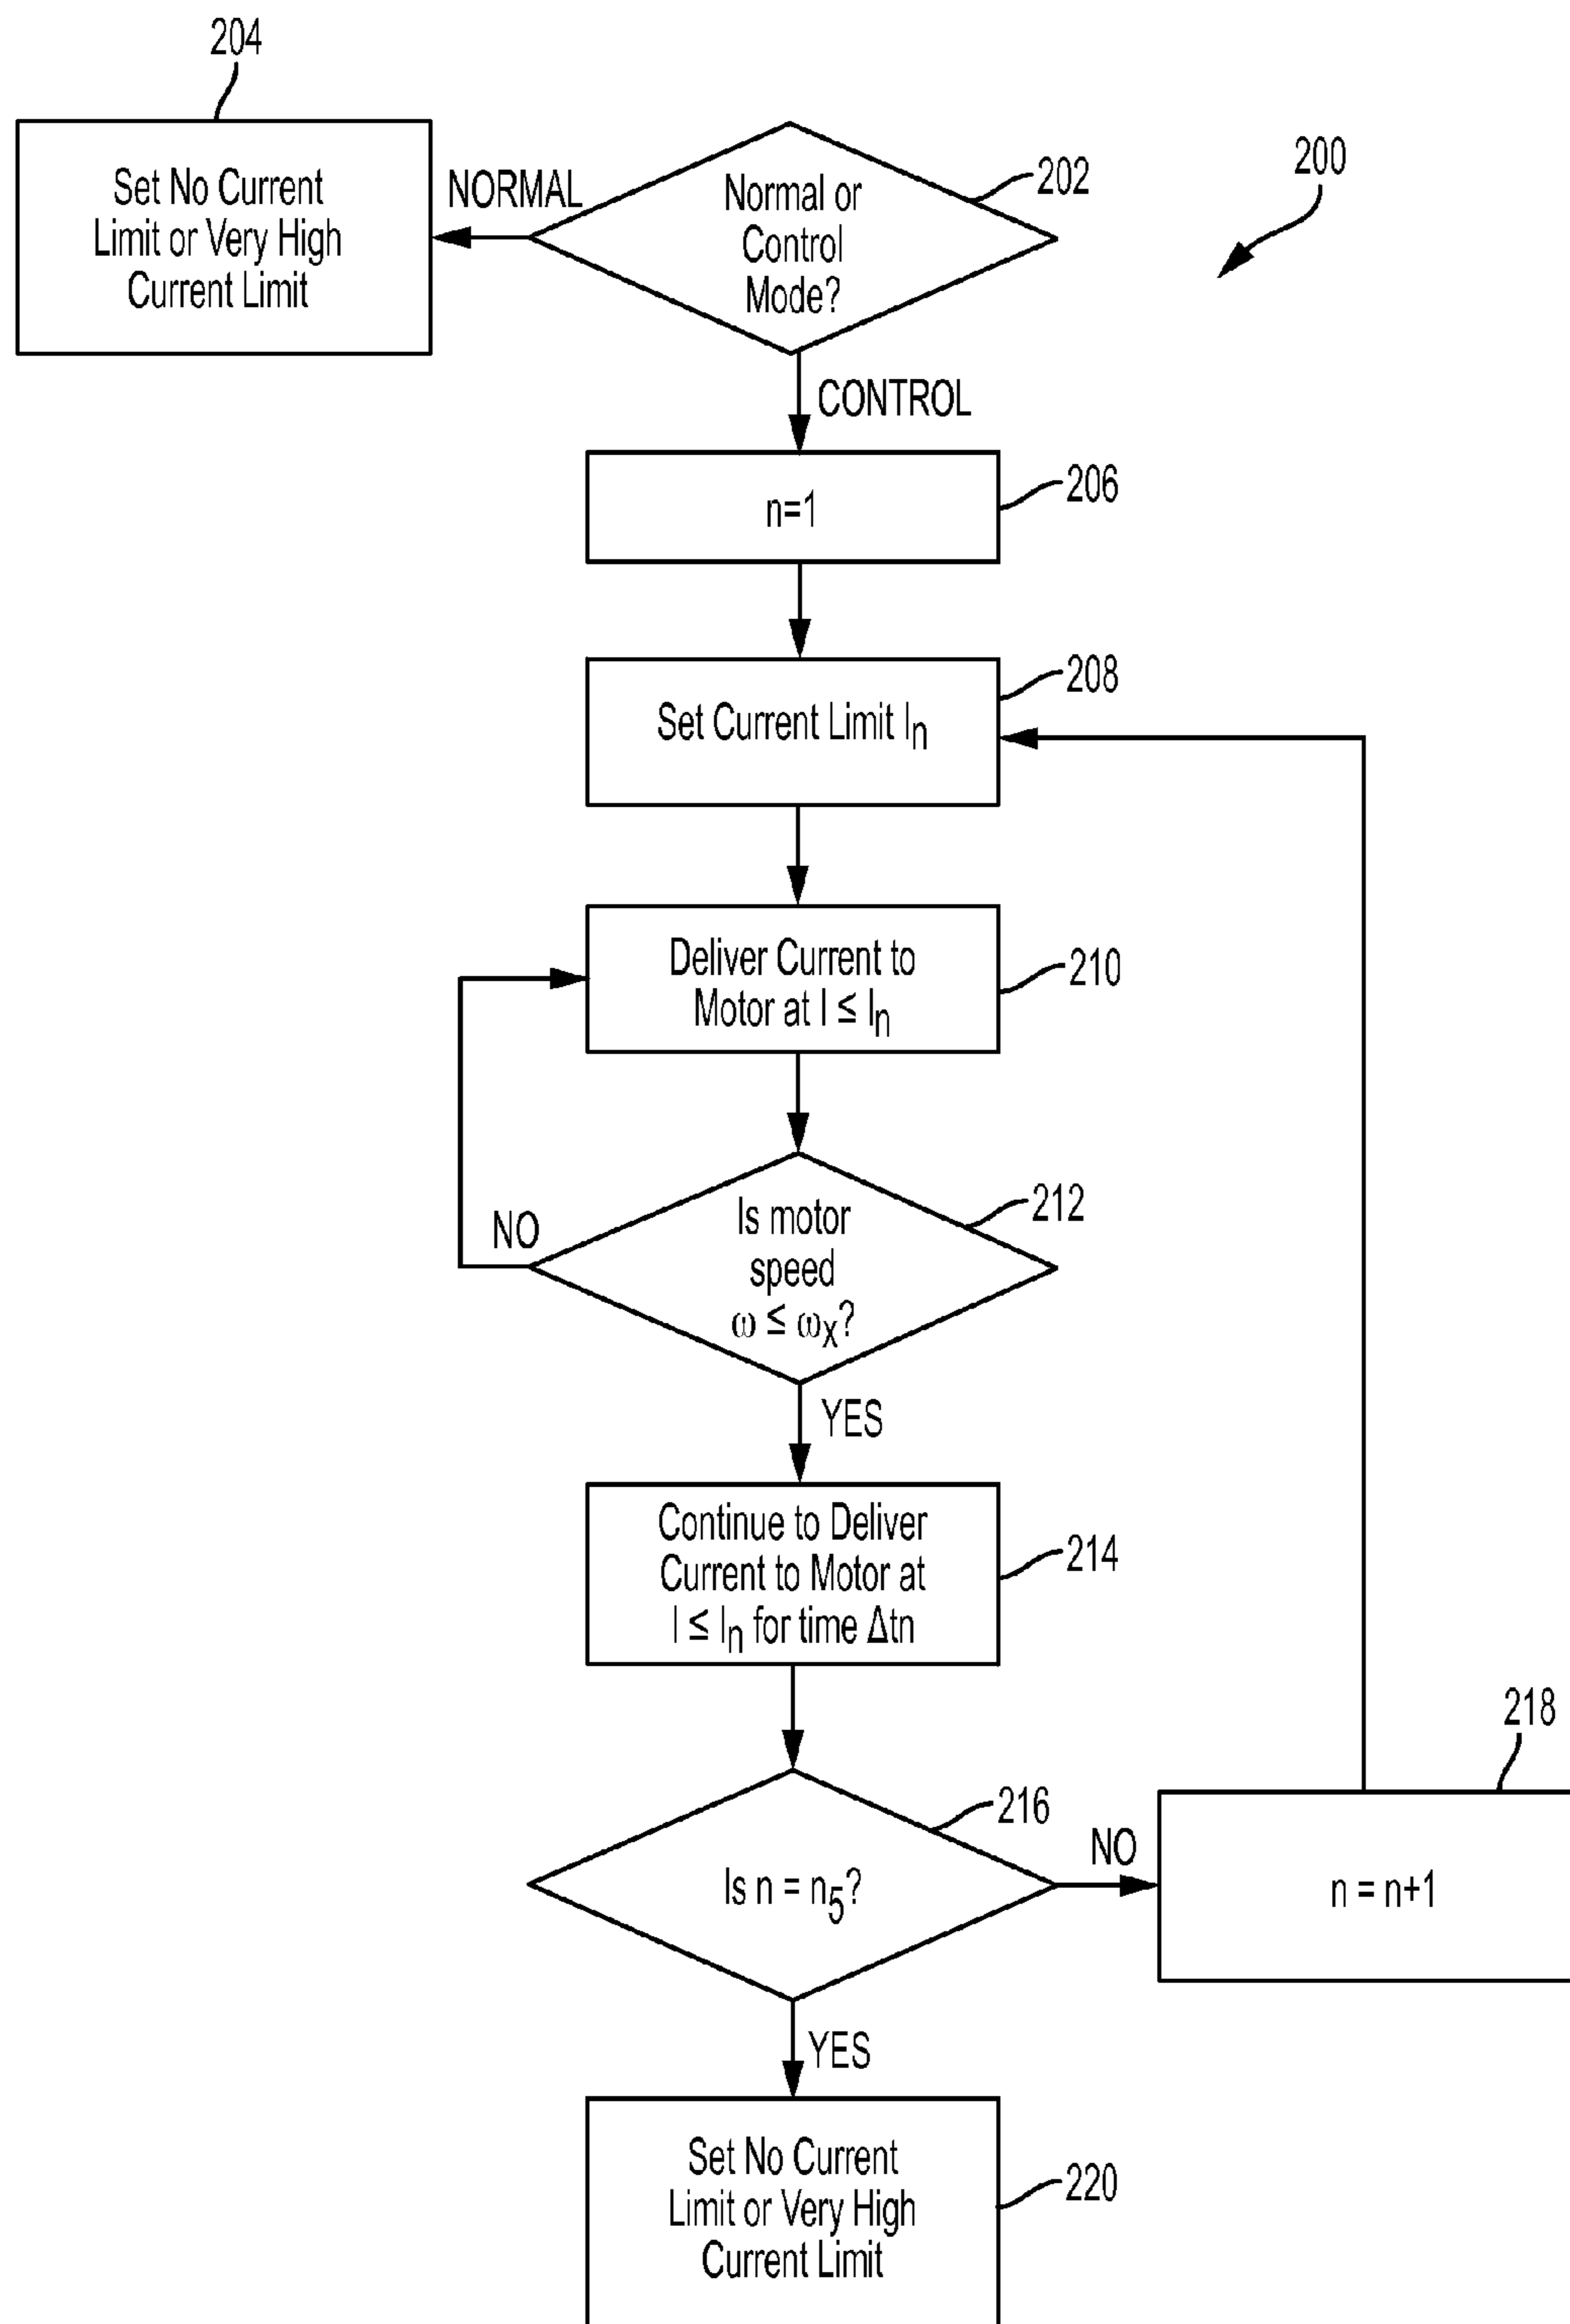 204
Set No Current
Limit or Very High
Current Limit
NORMAL
Normal or
Control
Mode?
202
200
CONTROL
n=1
206
Set Current Limit Iₙ
208
Deliver Current to
Motor at I ≤ Iₙ
210
NO
Is motor
speed
ω ≤ ωₓ?
212
YES
Continue to Deliver
Current to Motor at
I ≤ Iₙ for time Δtn
214
Is n = n₅?
216
NO
n = n+1
218
YES
Set No Current
Limit or Very High
Current Limit
220